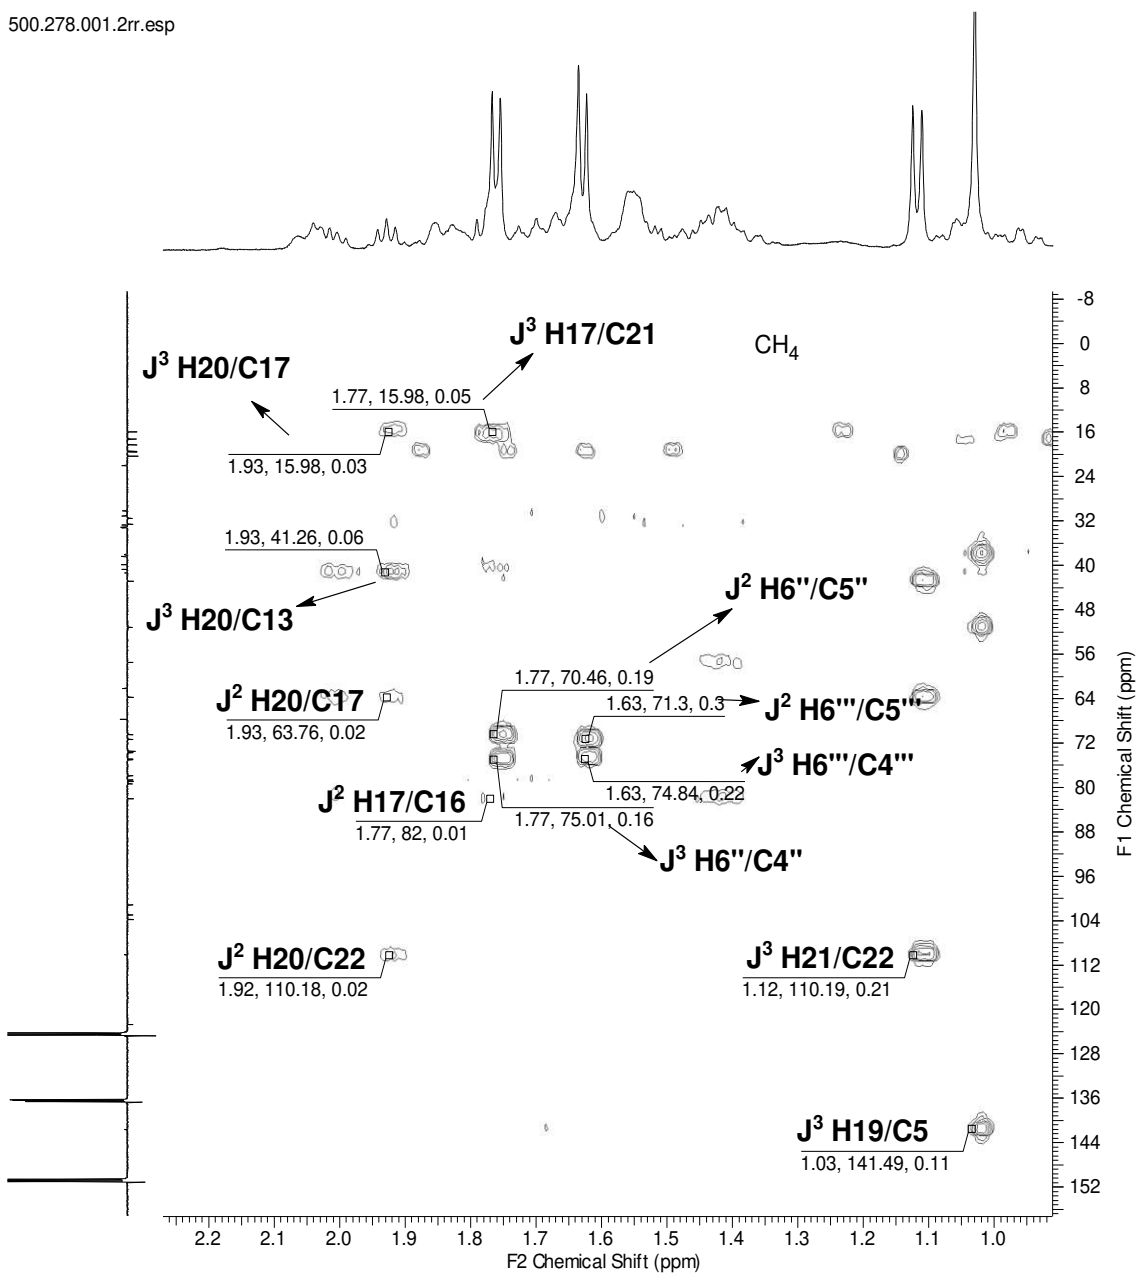 500.278.001.2rr.esp
J³ H17/C21
CH₄
J³ H20/C17
1.77, 15.98, 0.05
1.93, 15.98, 0.03
1.93, 41.26, 0.06
J² H6''/C5''
J³ H20/C13
1.77, 70.46, 0.19
J² H20/C17
1.63, 71.3, 0.3
J² H6'''/C5'''
1.93, 63.76, 0.02
J³ H6'''/C4'''
1.63, 74.84, 0.22
J² H17/C16
1.77, 75.01, 0.16
1.77, 82, 0.01
J³ H6''/C4''
J² H20/C22
1.92, 110.18, 0.02
J³ H21/C22
1.12, 110.19, 0.21
J³ H19/C5
1.03, 141.49, 0.11
-8
0
8
16
24
32
40
48
56
64
72
80
88
96
104
112
120
128
136
144
152
F1 Chemical Shift (ppm)
2.2 2.1 2.0 1.9 1.8 1.7 1.6 1.5 1.4 1.3 1.2 1.1 1.0
F2 Chemical Shift (ppm)